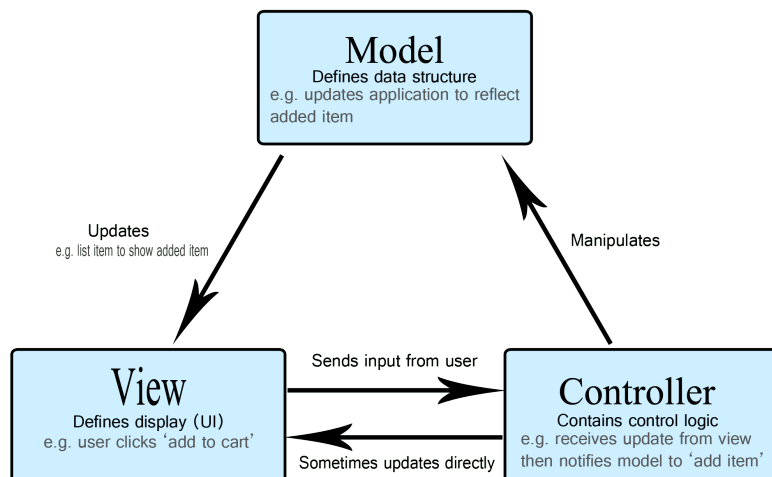 Model
Defines data structure
e.g. updates application to reflect
added item
Updates
e.g. list item to show added item
Manipulates
View
Defines display (UI)
e.g. user clicks ‘add to cart’
Sends input from user
Sometimes updates directly
Controller
Contains control logic
e.g. receives update from view
then notifies model to ‘add item’